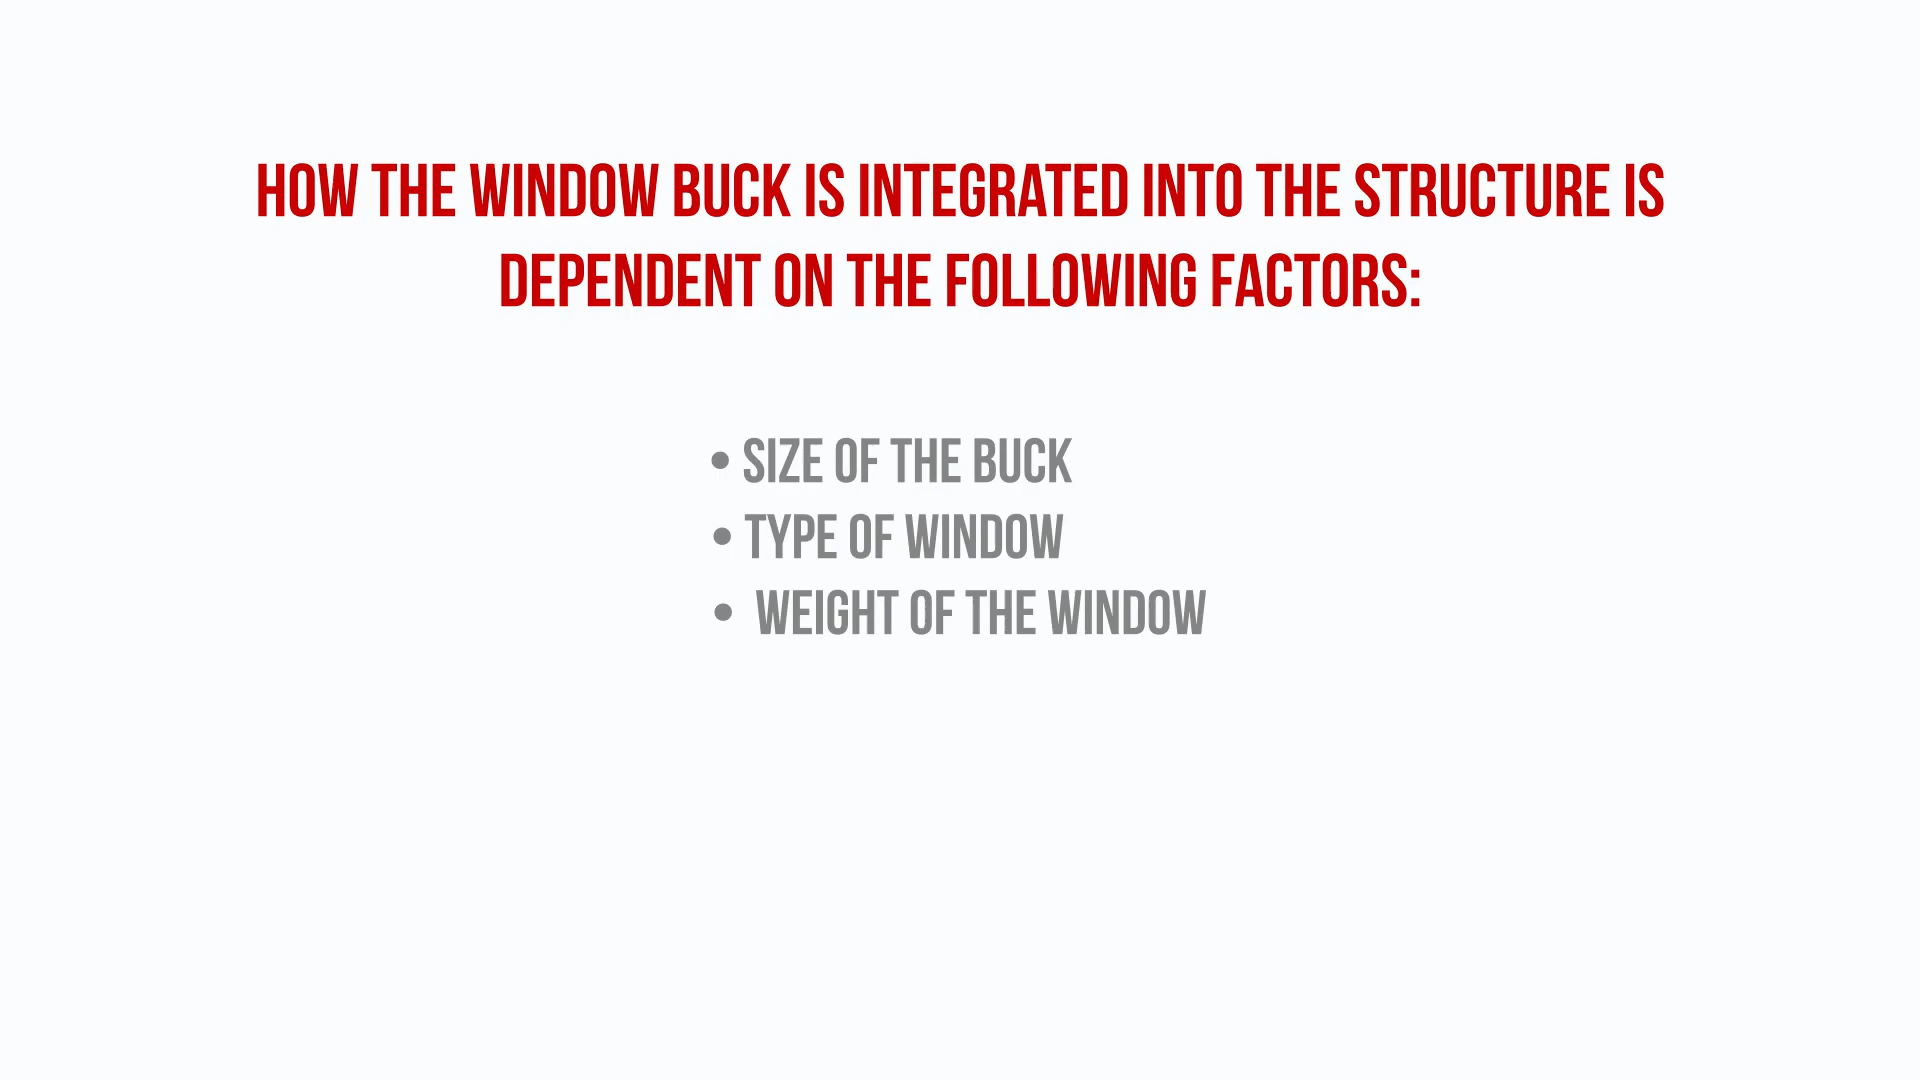 HOW THE WINDOW BUCK IS INTEGRATED INTO THE STRUCTURE IS
DEPENDENT ON THE FOLLOWING FACTORS:
• SIZE OF THE BUCK
• TYPE OF WINDOW
• WEIGHT OF THE WINDOW